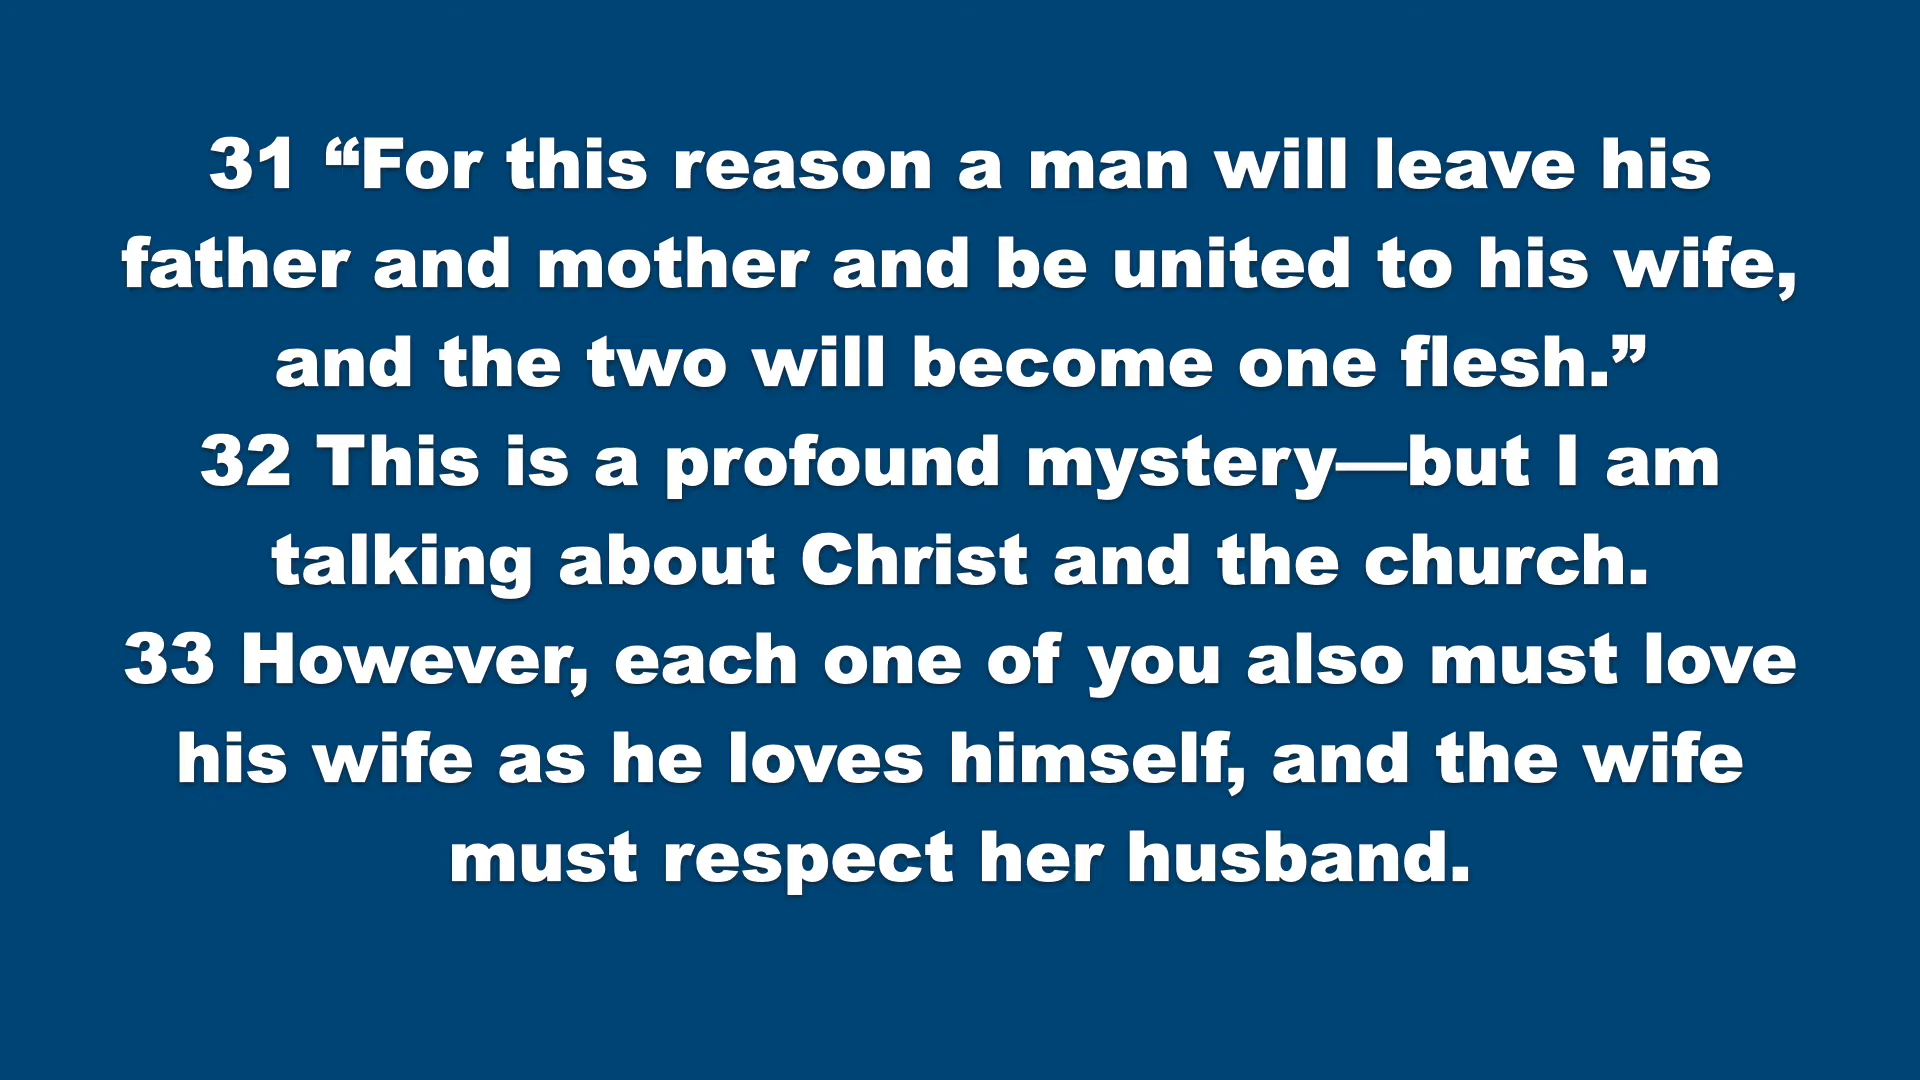 31 “For this reason a man will leave his
father and mother and be united to his wife,
and the two will become one flesh.”
32 This is a profound mystery—but I am
talking about Christ and the church.
33 However, each one of you also must love
his wife as he loves himself, and the wife
must respect her husband.